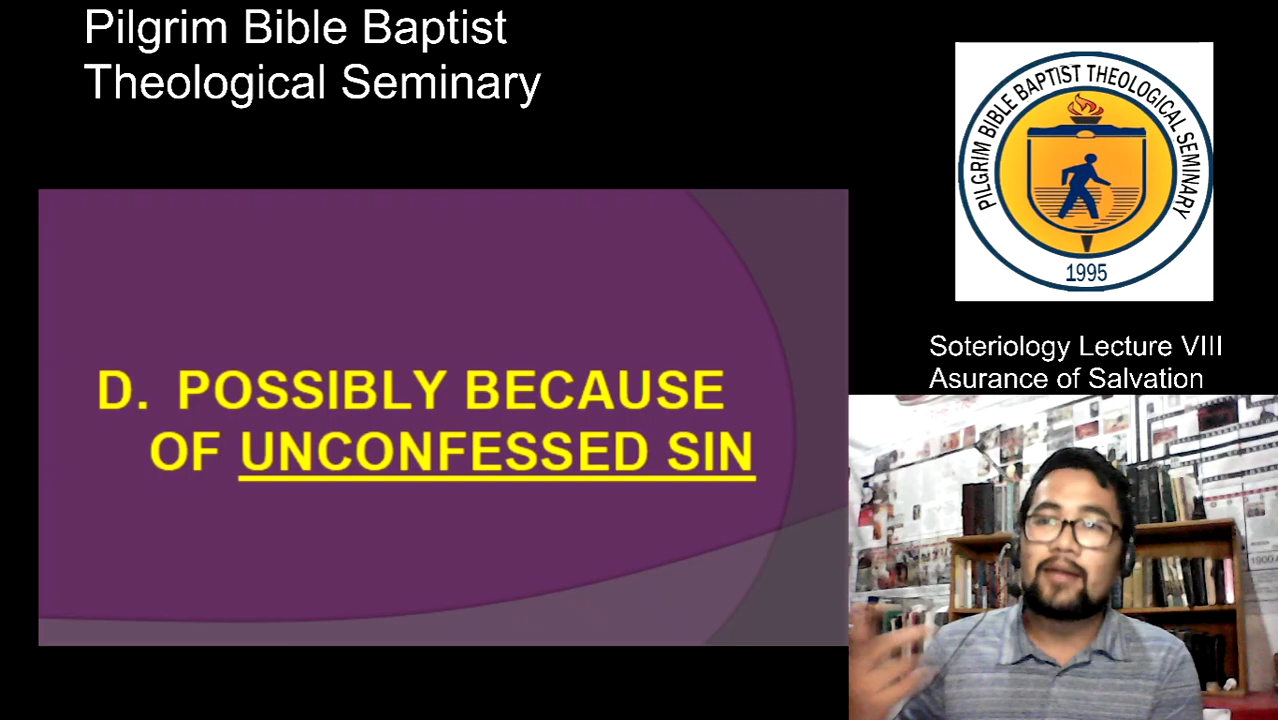 Pilgrim Bible Baptist
Theological Seminary
PILGRIM BIBLE BAPTIST THEOLOGICAL SEMINARY
1995
Soteriology Lecture VIII
Asurance of Salvation
D. POSSIBLY BECAUSE
OF UNCONFESSED SIN